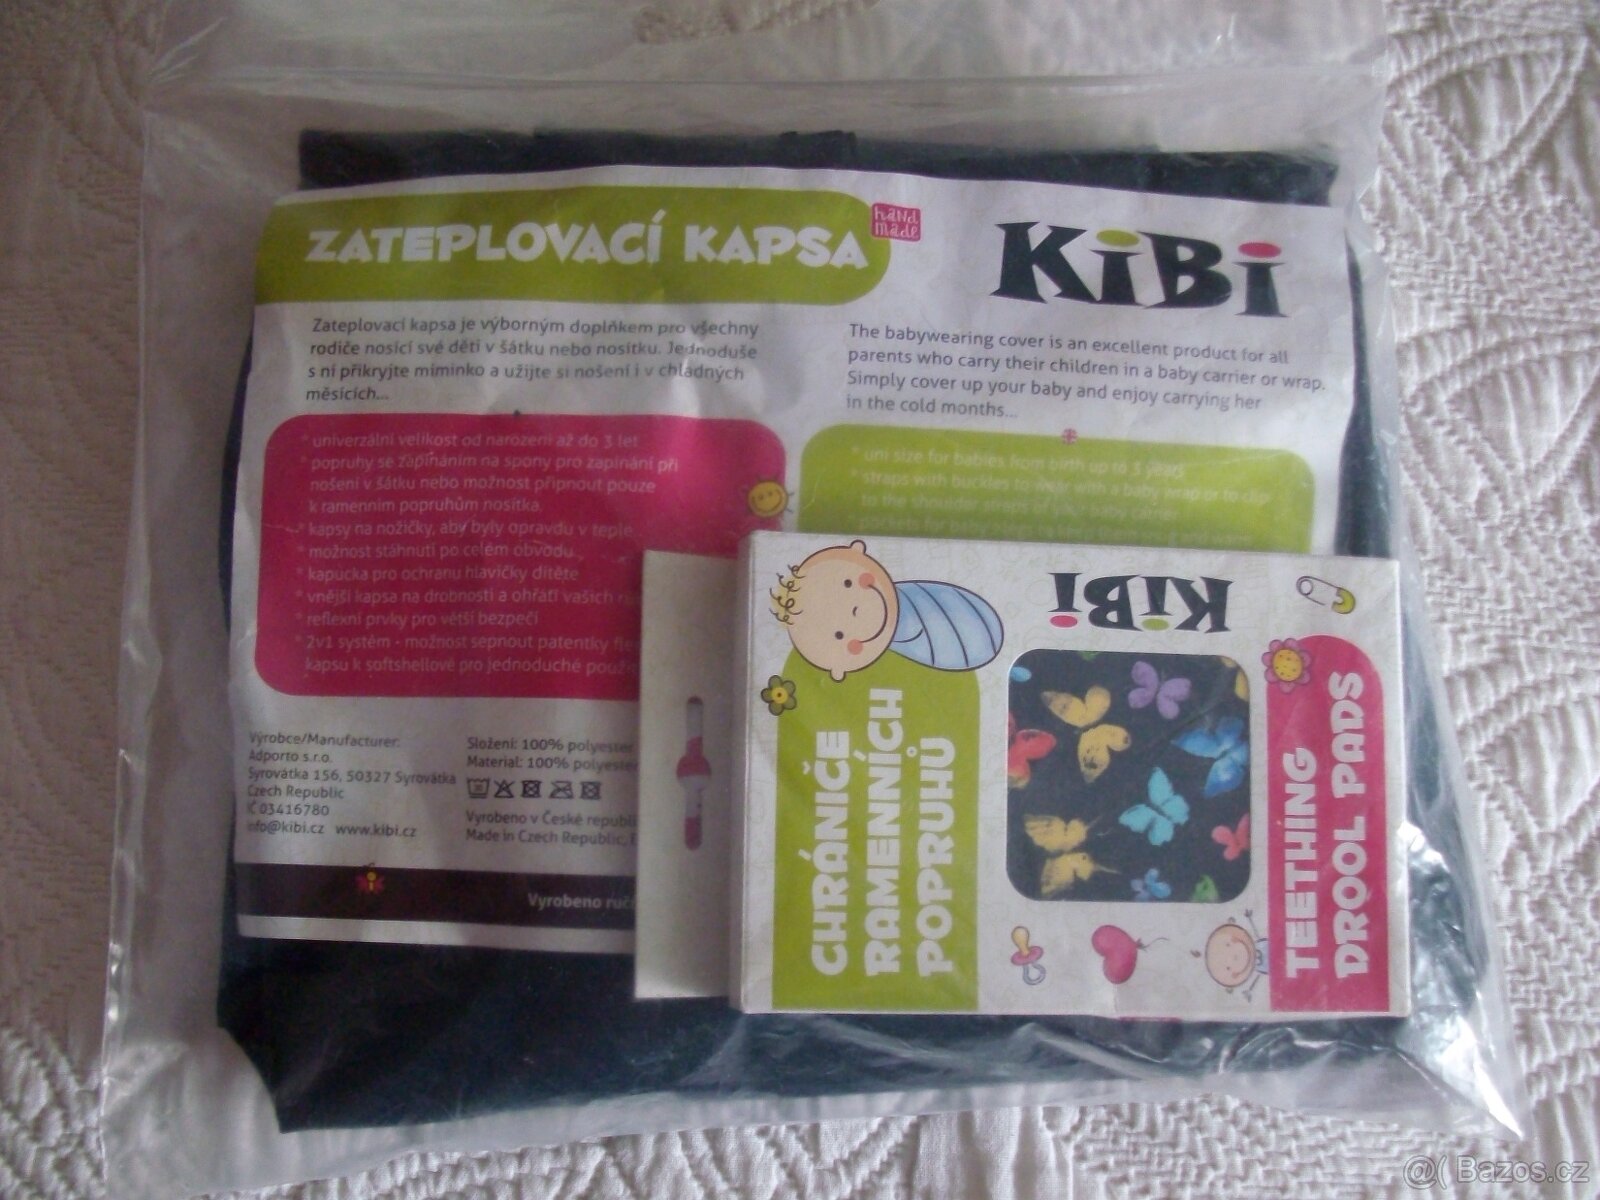 ZATEPLOVACÍ KAPSA
haNd
made
KiBi
Zateplovací kapsa je výborným doplňkem pro všechny
rodiče nosící své děti v šátku nebo nosítku. Jednoduše
s ní přikryjte miminko a užijte si nošení i v chladných
měsících...
The babywearing cover is an excellent product for all
parents who carry their children in a baby carrier or wrap.
Simply cover up your baby and enjoy carrying her
in the cold months...
* univerzální velikost od narození až do 3 let
* popruhy se zapínáním na spony pro zapínání při
nošení v šátku nebo možnost připnout pouze
k ramenním popruhům nosítka,
* kapsy na nožičky, aby byly opravdu v teple
* možnost stáhnutí po celém obvodu
* kapucka pro ochranu hlavičky dítěte
* vnější kapsa na drobnosti a ohřátí vašich
* reflexní prvky pro větší bezpečí
* 2v1 systém - možnost sepnout patentky
kapsu k softshellové pro jednoduché
* uni size for babies from birth up to 3 years
* straps with buckles to wear with a baby wrap or to clip
to the shoulder straps of your baby carrier
Výrobce/Manufacturer:
Adporto s.r.o.
Syrovátka 156, 50327 Syrovátka
Czech Republic
IČ 03416780
info@kibi.cz www.kibi.cz
Složení: 100% polyester
Material: 100% polyester
Vyrobeno v České
Made in Czech Republic,
Vyrobeno
KiBi
CHRÁNIČE
RAMENNÍCH
POPRUHŮ
TEETHING
DROOL PADS
@( Bazos.cz